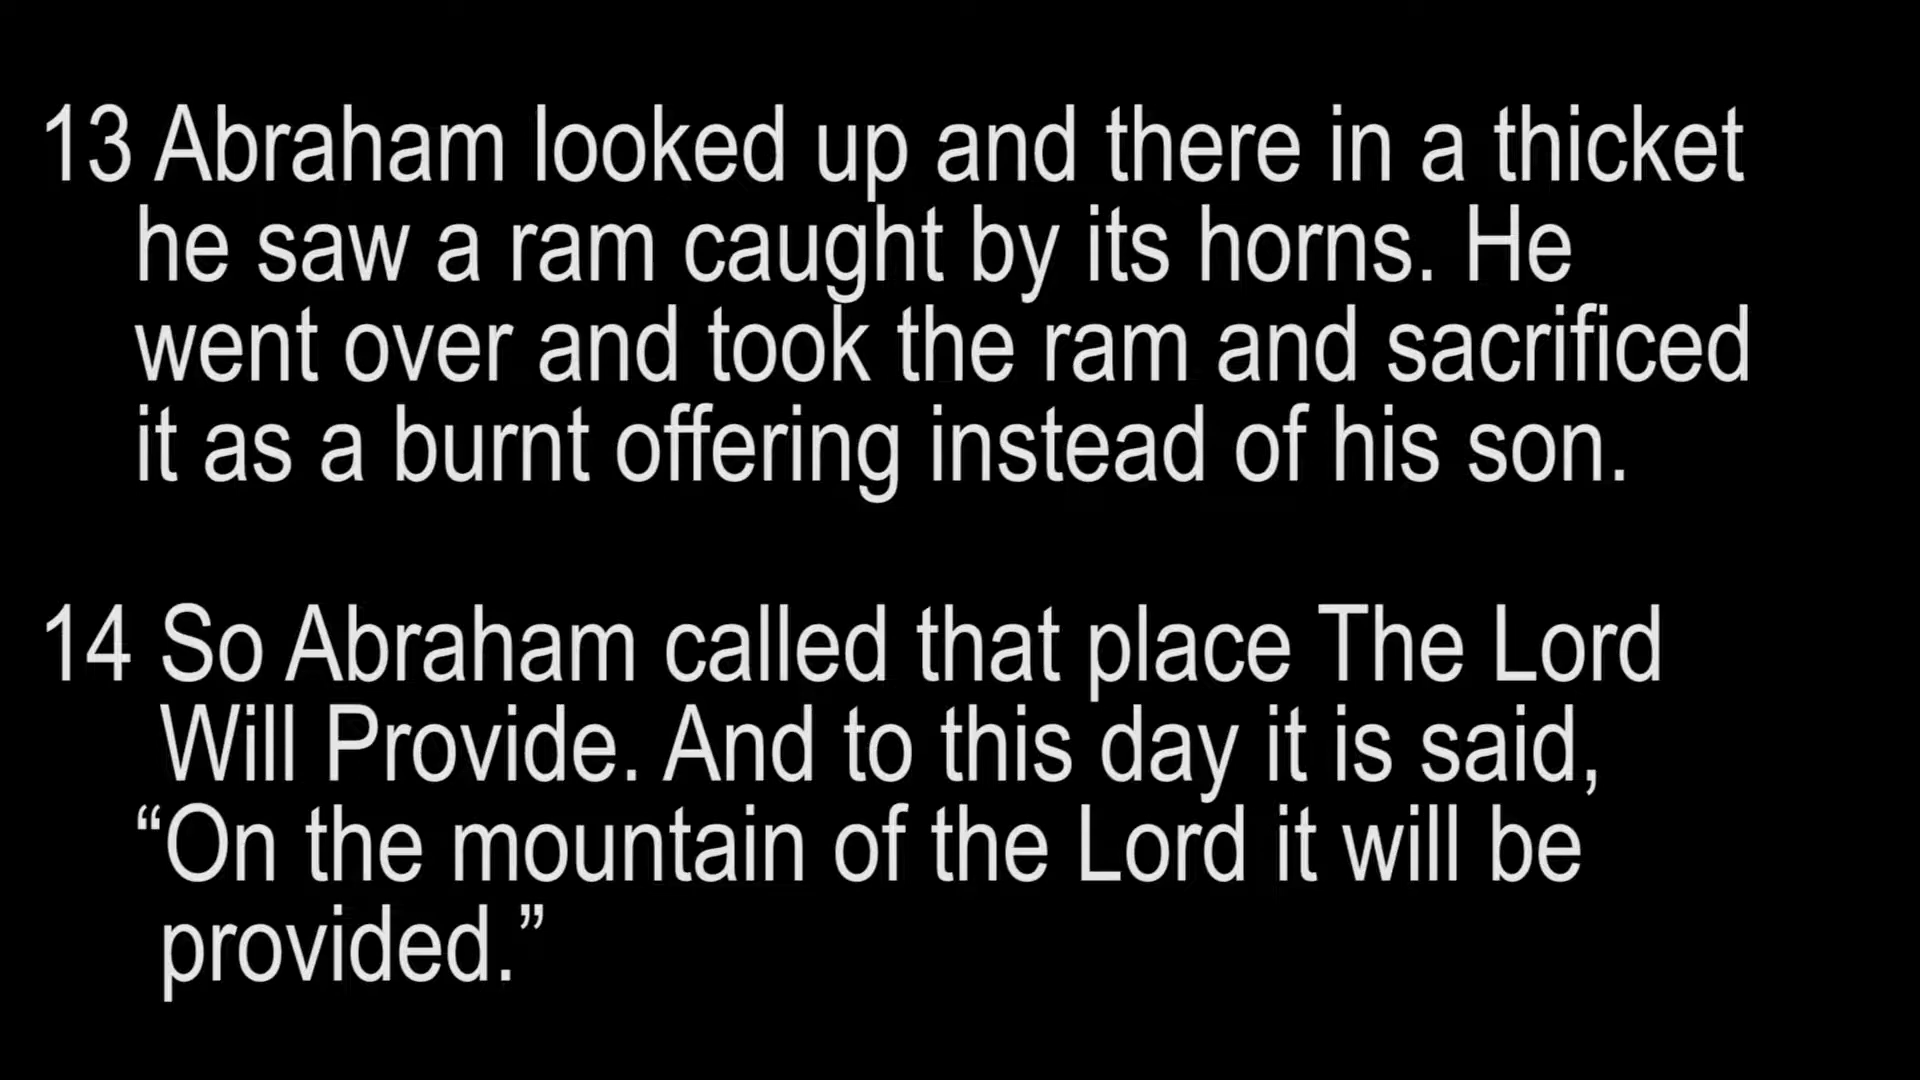 13 Abraham looked up and there in a thicket
he saw a ram caught by its horns. He
went over and took the ram and sacrificed
it as a burnt offering instead of his son.
14 So Abraham called that place The Lord
Will Provide. And to this day it is said,
“On the mountain of the Lord it will be
provided.”